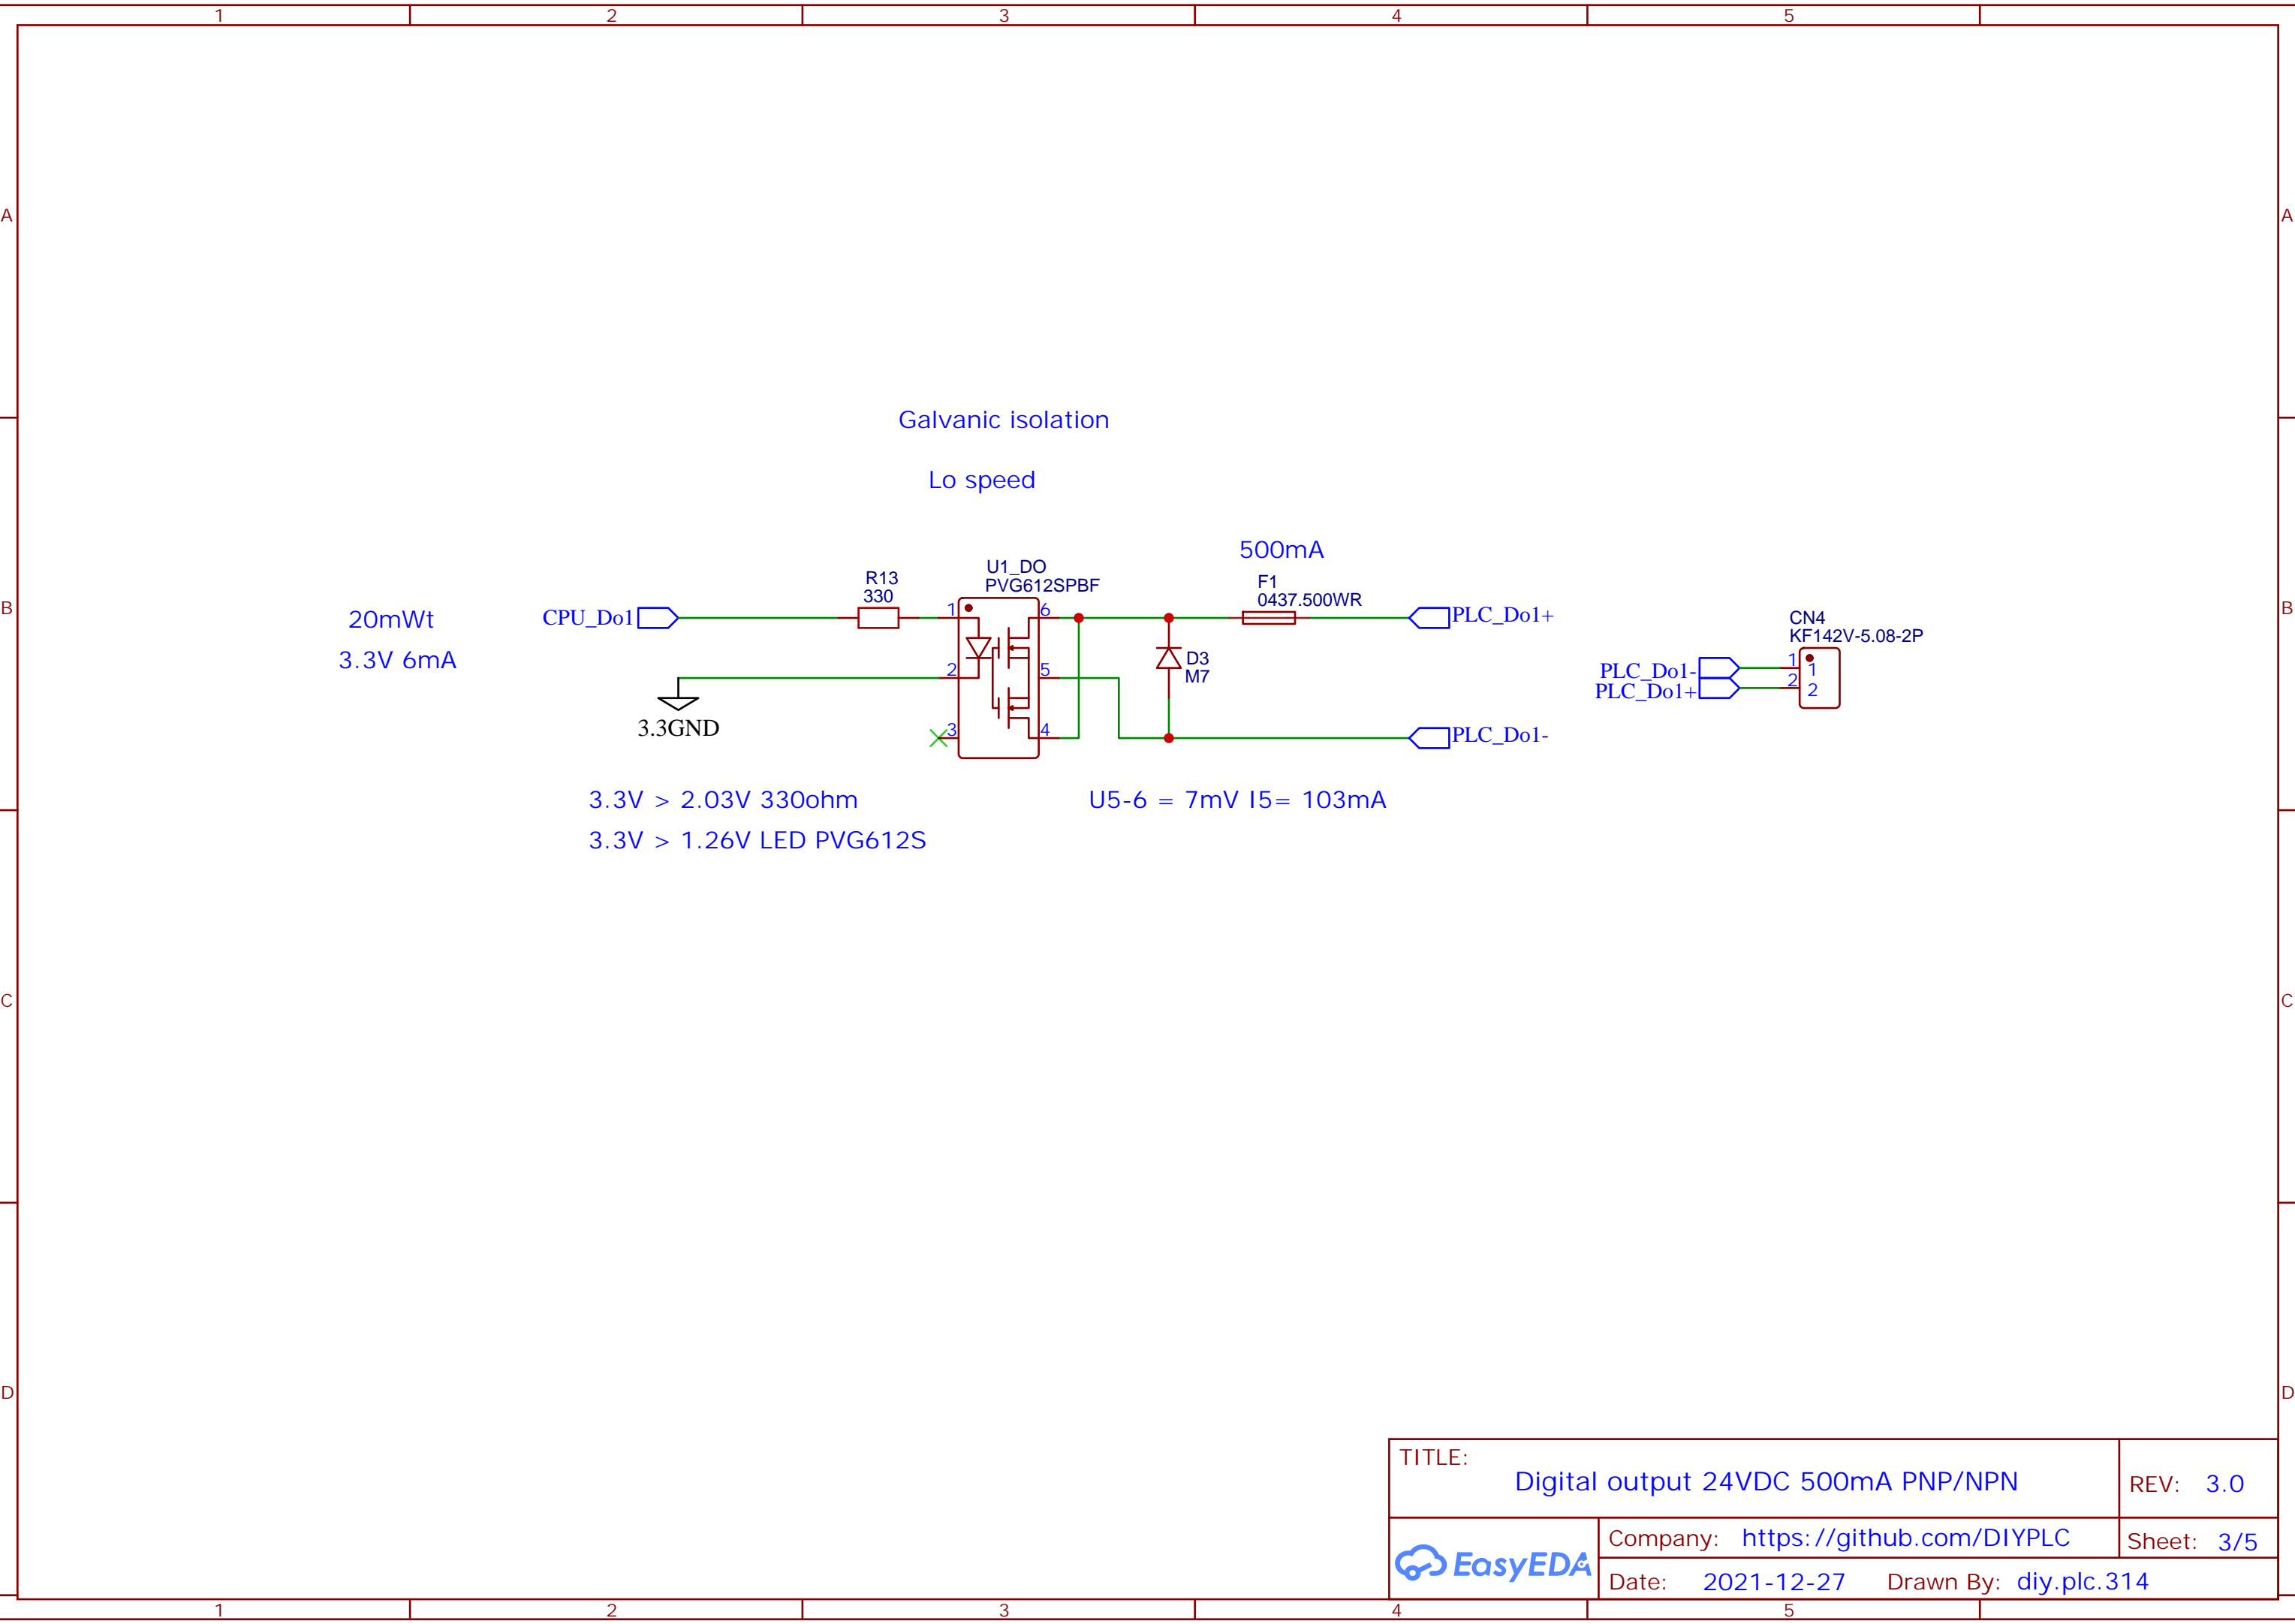 1 2 3 4 5
A A
Galvanic isolation
Lo speed
500mA
U1_DO
PVG612SPBF
R13
330
F1
0437.500WR
B B
20mWt
3.3V 6mA
CPU_Do1
1 6
2 5
3 4
PLC_Do1+
D3
M7
3.3GND
PLC_Do1-
CN4
KF142V-5.08-2P
PLC_Do1- 1 1
PLC_Do1+ 2 2
3.3V > 2.03V 330ohm
3.3V > 1.26V LED PVG612S
U5-6 = 7mV I5= 103mA
C C
D D
TITLE:
Digital output 24VDC 500mA PNP/NPN
REV: 3.0
EasyEDA
Company: https://github.com/DIYPLC
Sheet: 3/5
Date: 2021-12-27 Drawn By: diy.plc.314
1 2 3 4 5